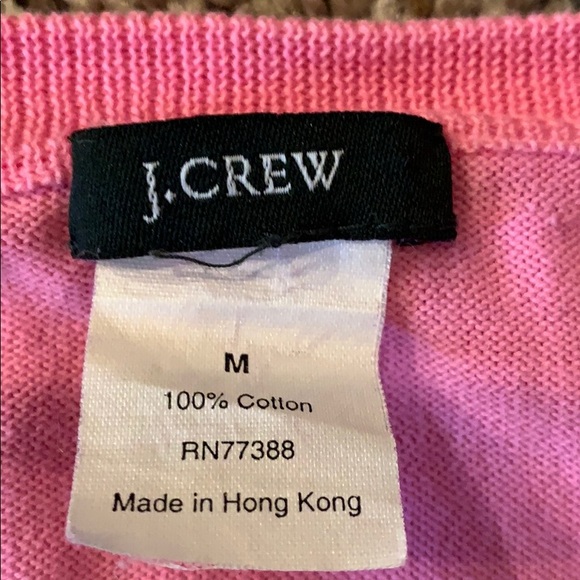 J.CREW
M
100% Cotton
RN77388
Made in Hong Kong